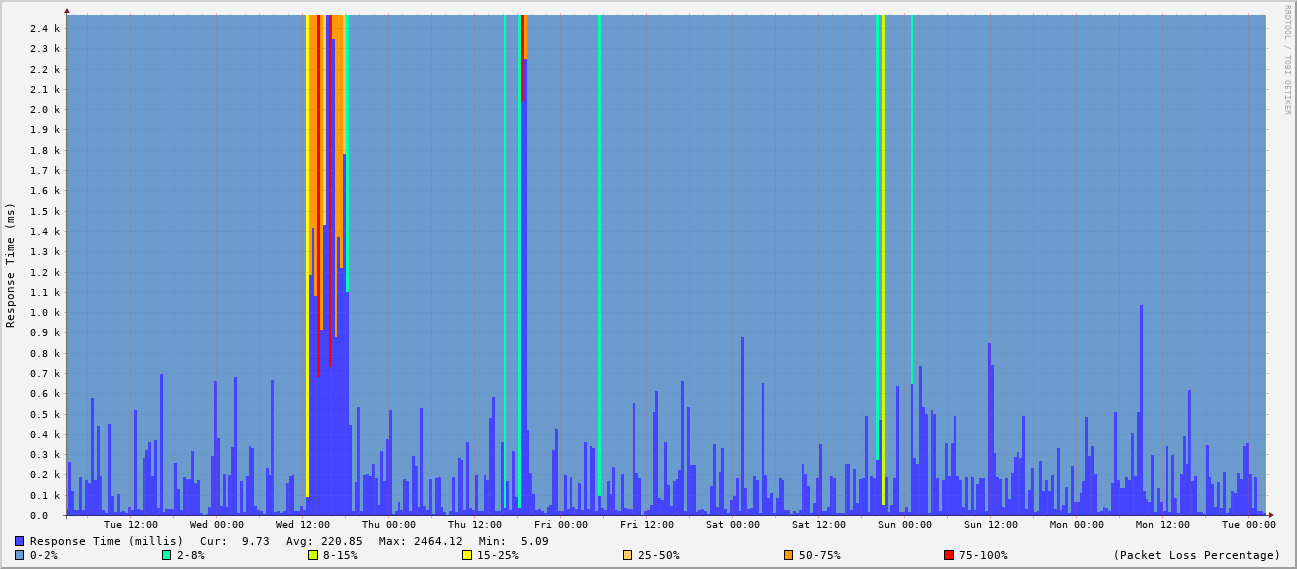 RRDTOOL / TOBI OETIKER
Response Time (ms)
2.4 k
2.3 k
2.2 k
2.1 k
2.0 k
1.9 k
1.8 k
1.7 k
1.6 k
1.5 k
1.4 k
1.3 k
1.2 k
1.1 k
1.0 k
0.9 k
0.8 k
0.7 k
0.6 k
0.5 k
0.4 k
0.3 k
0.2 k
0.1 k
0.0
Tue 12:00 Wed 00:00 Wed 12:00 Thu 00:00 Thu 12:00 Fri 00:00 Fri 12:00 Sat 00:00 Sat 12:00 Sun 00:00 Sun 12:00 Mon 00:00 Mon 12:00 Tue 00:00
Response Time (millis) Cur: 9.73 Avg: 220.85 Max: 2464.12 Min: 5.09
0-2% 2-8% 8-15% 15-25% 25-50% 50-75% 75-100% (Packet Loss Percentage)